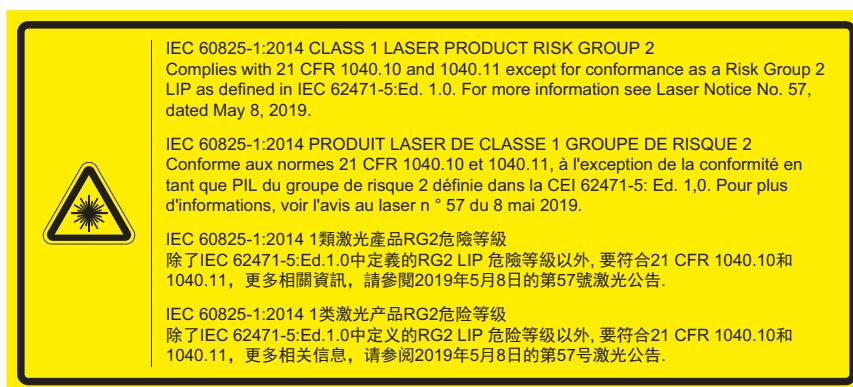 IEC 60825-1:2014 CLASS 1 LASER PRODUCT RISK GROUP 2
Complies with 21 CFR 1040.10 and 1040.11 except for conformance as a Risk Group 2
LIP as defined in IEC 62471-5:Ed. 1.0. For more information see Laser Notice No. 57,
dated May 8, 2019.
IEC 60825-1:2014 PRODUIT LASER DE CLASSE 1 GROUPE DE RISQUE 2
Conforme aux normes 21 CFR 1040.10 et 1040.11, à l'exception de la conformité en
tant que PIL du groupe de risque 2 définie dans la CEI 62471-5: Ed. 1,0. Pour plus
d'informations, voir l'avis au laser n ° 57 du 8 mai 2019.
IEC 60825-1:2014 1類激光產品RG2危險等級
除了IEC 62471-5:Ed.1.0中定義的RG2 LIP 危險等級以外, 要符合21 CFR 1040.10和
1040.11，更多相關資訊，請參閱2019年5月8日的第57號激光公告.
IEC 60825-1:2014 1类激光产品RG2危险等级
除了IEC 62471-5:Ed.1.0中定义的RG2 LIP 危险等级以外, 要符合21 CFR 1040.10和
1040.11，更多相关信息，请参阅2019年5月8日的第57号激光公告.